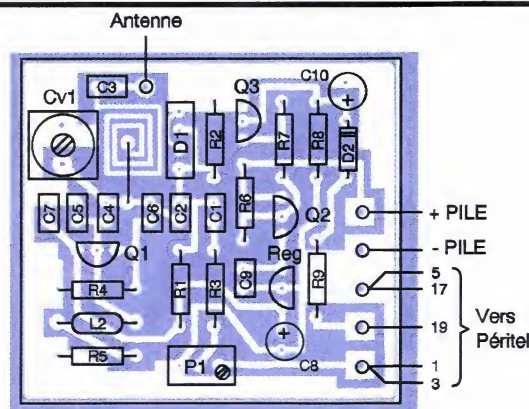 Antenne
C3
Cv1
Q3
C10
D1
R2
R7
R8
D2
C7
C5
C4
C6
C2
C1
R6
Q2
+ PILE
- PILE
Q1
Reg
R4
R1
R3
C9
R9
5
17
19
Vers
Péritel
L2
R5
P1
C8
1
3